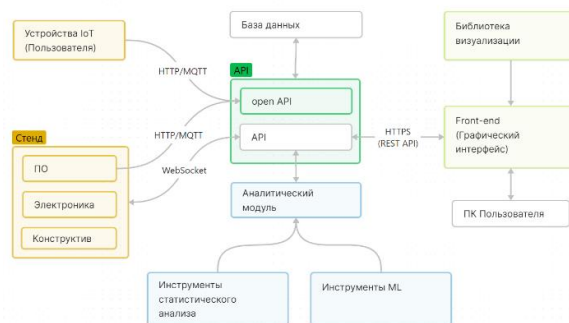 Устройства IoT
(Пользователя)
База данных
Библиотека
визуализации
HTTP/MQTT
API
open API
API
HTTP/MQTT
WebSocket
HTTPS
(REST API)
Front-end
(Графический
интерфейс)
Стенд
ПО
Электроника
Конструктив
Аналитический
модуль
ПК Пользователя
Инструменты
статистического
анализа
Инструменты ML